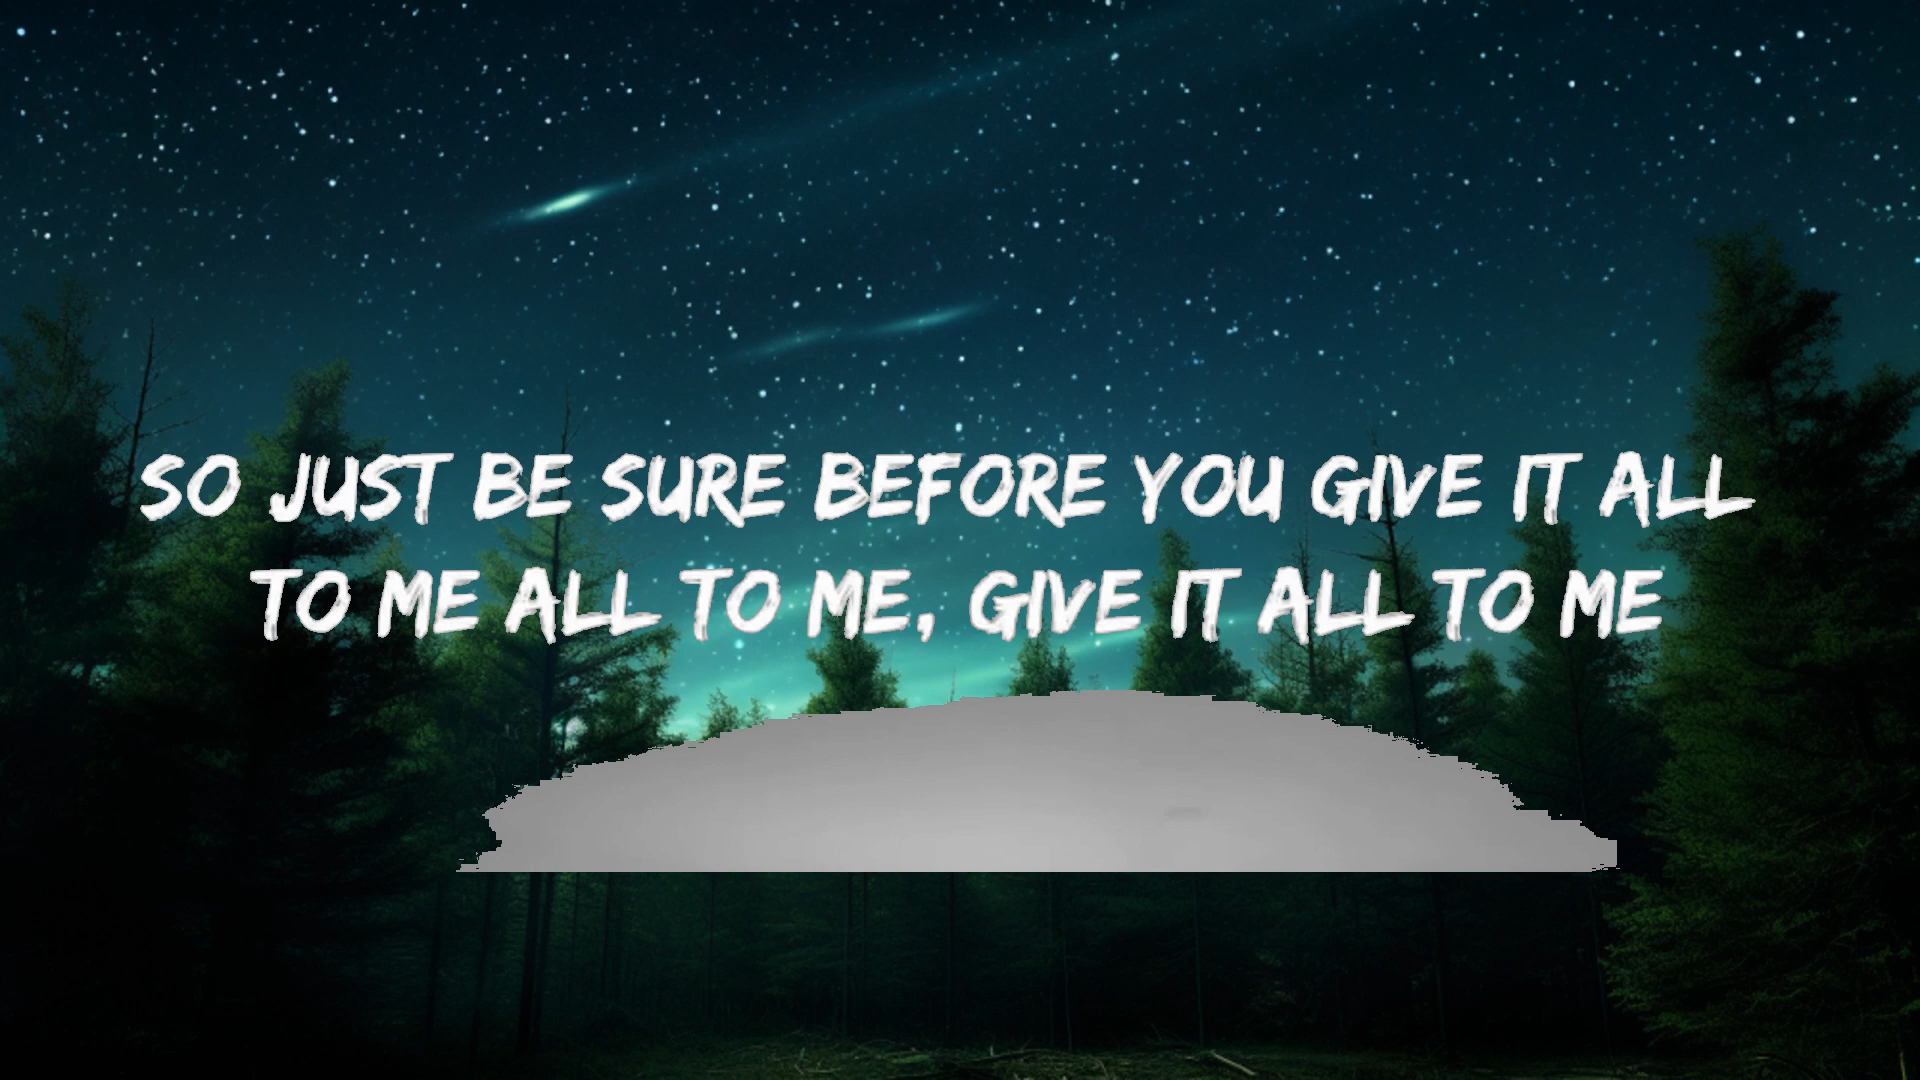 SO JUST BE SURE BEFORE YOU GIVE IT ALL
TO ME ALL TO ME, GIVE IT ALL TO ME